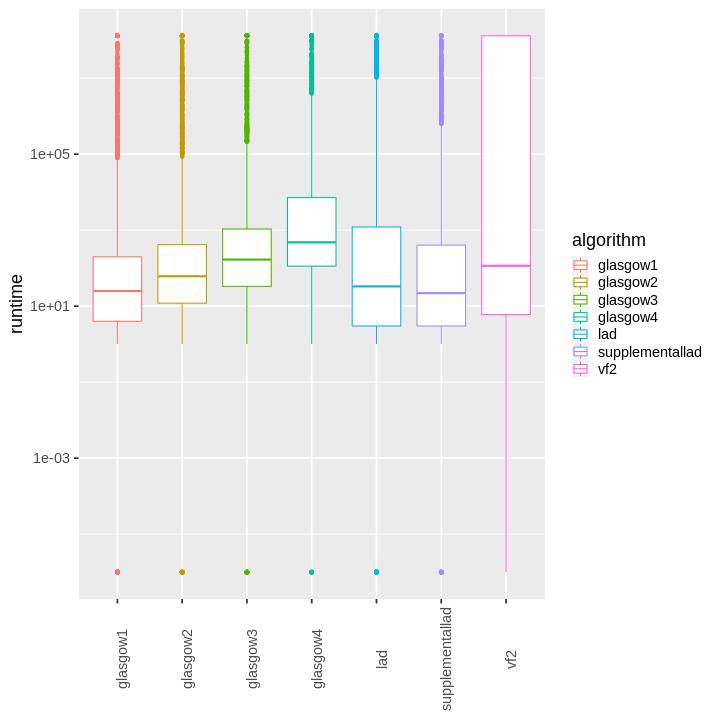 runtime
1e+05
1e+01
1e-03
glasgow1
glasgow2
glasgow3
glasgow4
lad
supplementallad
vf2
algorithm
glasgow1
glasgow2
glasgow3
glasgow4
lad
supplementallad
vf2